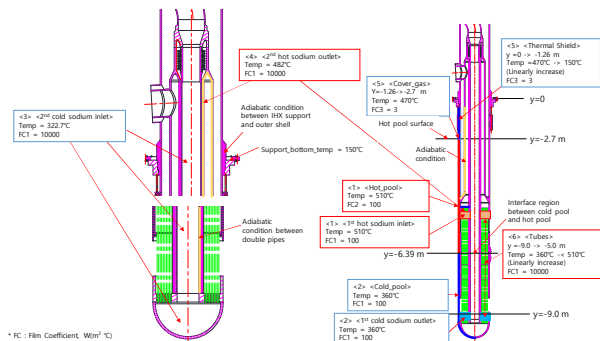 <4> <2nd hot sodium outlet>
Temp = 482℃
FC1 = 10000
<3> <2nd cold sodium inlet>
Temp = 322.7℃
FC1 = 10000
Adiabatic condition
between IHX support
and outer shell
Support_bottom_temp = 150℃
Adiabatic condition
between
double pipes
* FC : Film Coefficient, W(m² ℃)
<5> <Thermal Shield>
y=0 -> -1.26 m
Temp=470℃ -> 150℃
(Linearly increase)
FC3 = 3
<5> <Cover_gas>
Y=-1.26->-2.7 m
Temp = 470℃
FC3 = 3
y=0
Hot pool surface
y=-2.7 m
Adiabatic
condition
<1> <Hot_pool>
Temp = 510℃
FC2 = 100
<1> <1st hot sodium inlet>
Temp = 510℃
FC1 = 100
Interface region
between cold pool
and hot pool
<6> <Tubes>
y=-9.0 -> -5.0 m
Temp = 360℃ -< 510℃
(Linearly increase)
FC1 = 10000
y=-6.39 m
<2> <Cold_pool>
Temp = 360℃
FC1 = 100
y=-9.0 m
<2> <1st cold sodium outlet>
Temp = 360℃
FC1 = 100